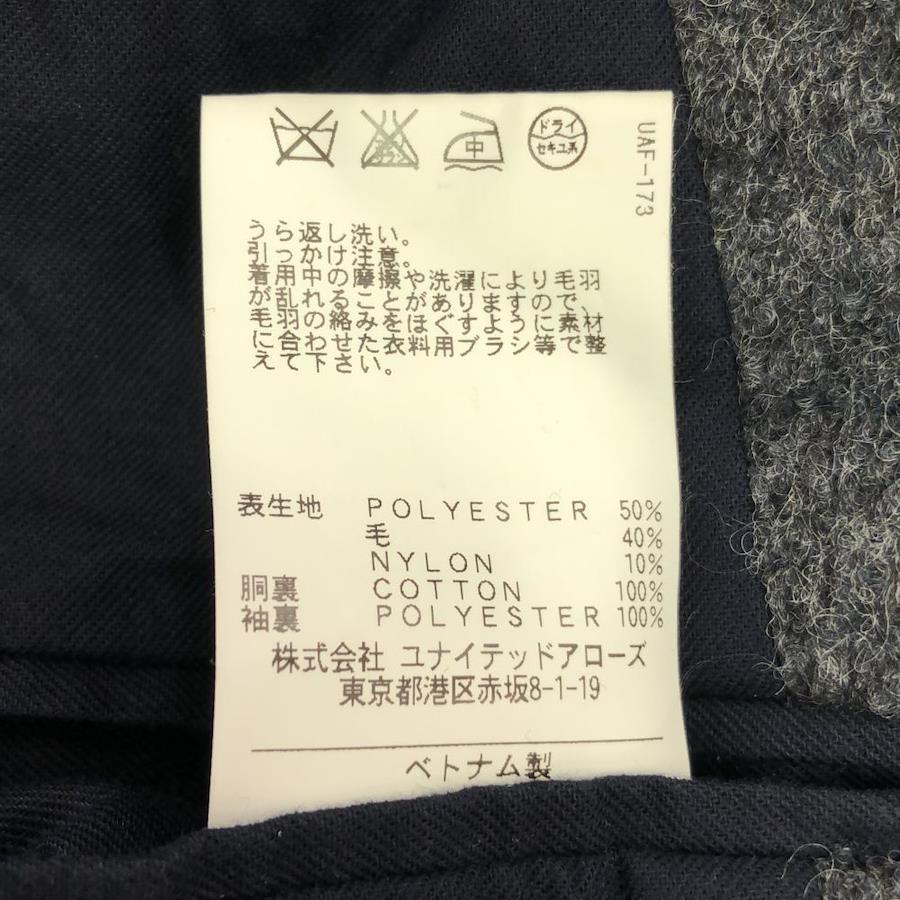 中
ドライ
セキユ系
UAF-173
うら返し洗い。
引っかけ注意。
着用中の摩擦や洗濯により毛羽
が乱れることがありますので、
毛羽の絡みをほぐすように素材
に合わせた衣料用ブラシ等で整
えて下さい。
表生地 POLYESTER 50%
毛 40%
NYLON 10%
胴裏 COTTON 100%
袖裏 POLYESTER 100%
株式会社 ユナイテッドアローズ
東京都港区赤坂8-1-19
ベトナム製